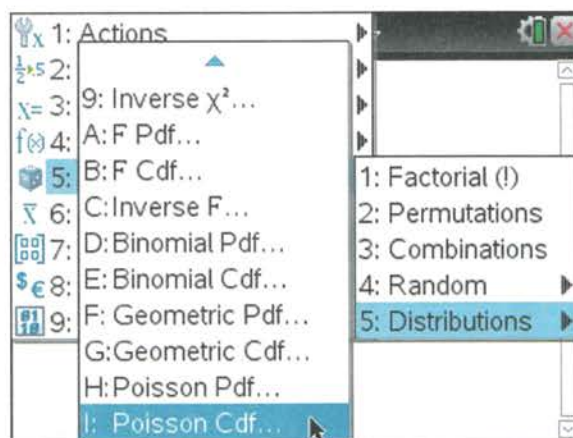 1: Actions
2:
3:
4:
5:
6:
7:
8:
9:
9: Inverse χ²...
A: F Pdf...
B: F Cdf...
C: Inverse F...
D: Binomial Pdf...
E: Binomial Cdf...
F: Geometric Pdf...
G: Geometric Cdf...
H: Poisson Pdf...
I: Poisson Cdf...
1: Factorial (!)
2: Permutations
3: Combinations
4: Random
5: Distributions